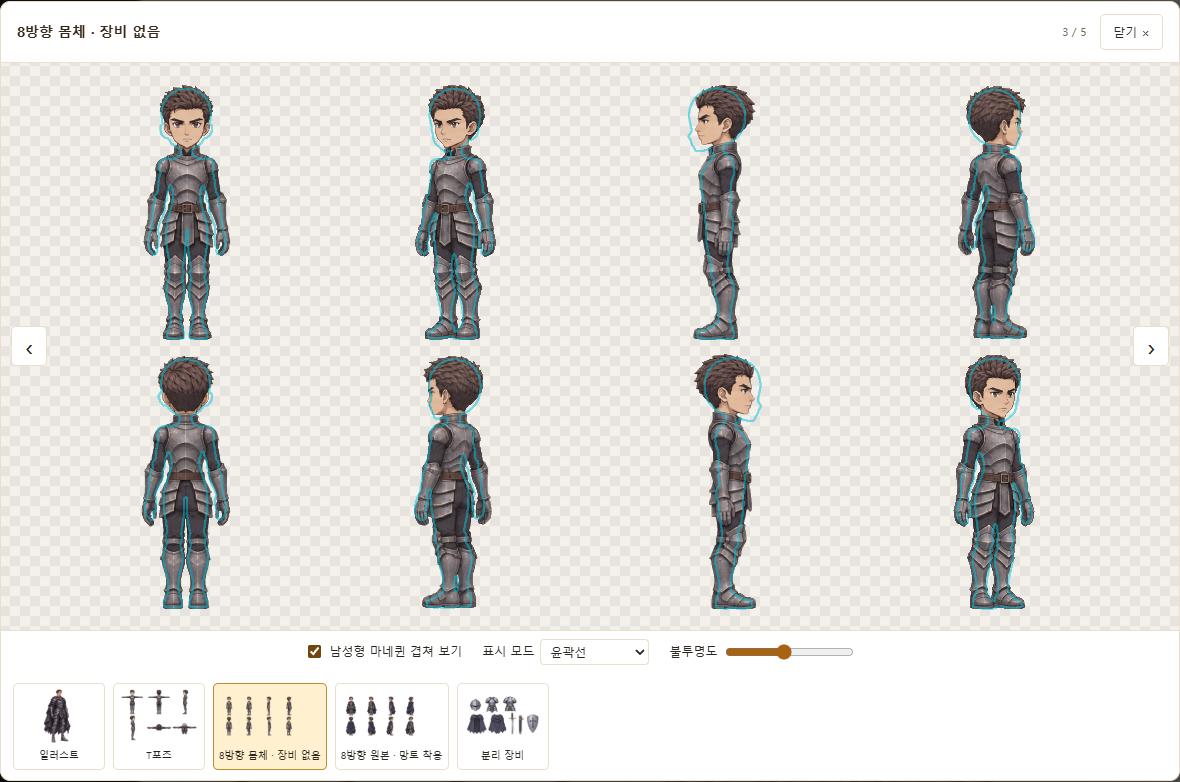 8방향 몸체 · 장비 없음
3 / 5
닫기 ×
‹
›
남성형 마네퀸 겹쳐 보기
표시 모드
윤곽선
불투명도
일러스트
T포즈
8방향 몸체 · 장비 없음
8방향 원본 · 망토 착용
분리 장비